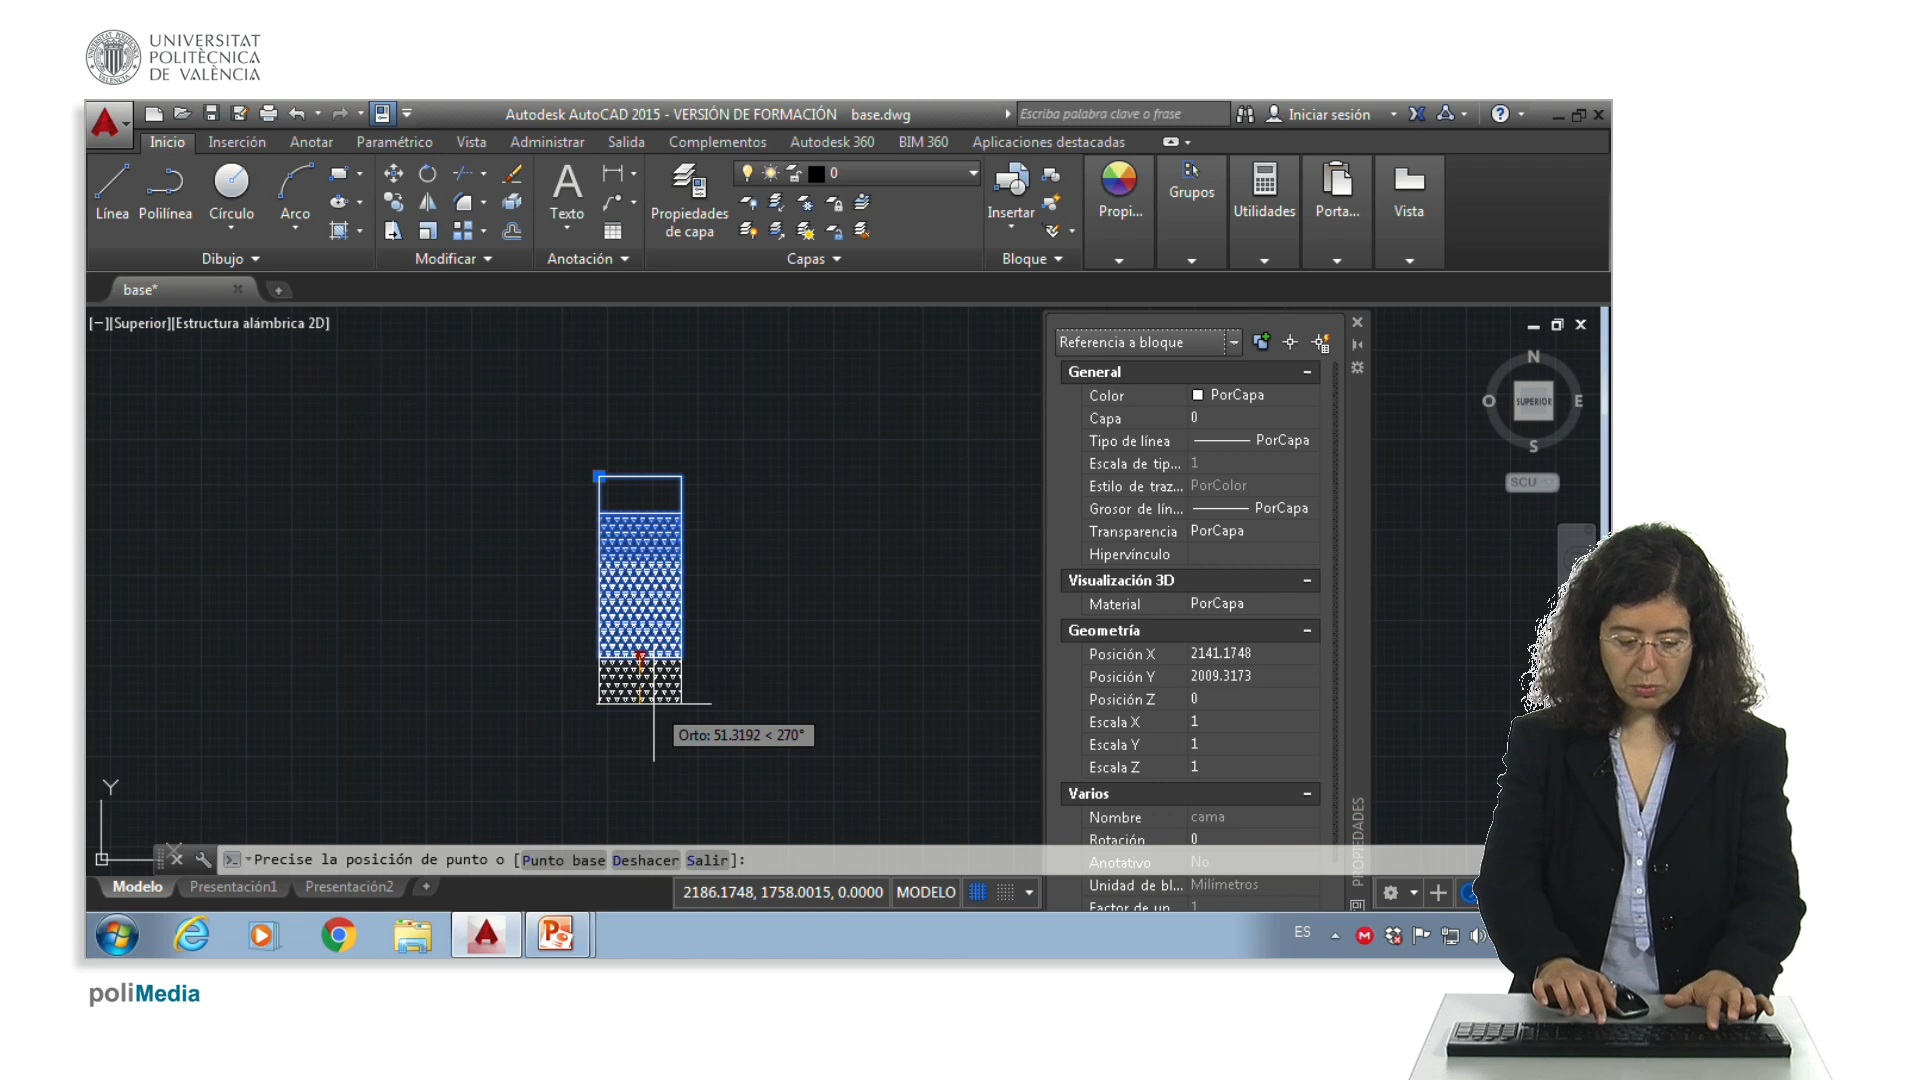 UNIVERSITAT
POLITÈCNICA
DE VALÈNCIA
Autodesk AutoCAD 2015 - VERSIÓN DE FORMACIÓN base.dwg
Escriba palabra clave o frase
Iniciar sesión
Inicio Inserción Anotar Paramétrico Vista Administrar Salida Complementos Autodesk 360 BIM 360 Aplicaciones destacadas
0
Línea Polilínea Círculo Arco Texto Propiedades de capa Insertar Propi... Grupos Utilidades Porta... Vista
Dibujo Modificar Anotación Capas Bloque
base*
[−][Superior][Estructura alámbrica 2D]
Referencia a bloque
General
Color PorCapa
Capa 0
Tipo de línea PorCapa
Escala de tip... 1
Estilo de traz... PorColor
Grosor de lín... PorCapa
Transparencia PorCapa
Hipervínculo
Visualización 3D
Material PorCapa
Geometría
Posición X 2141.1748
Posición Y 2009.3173
Posición Z 0
Escala X 1
Escala Y 1
Escala Z 1
Varios
Nombre cama
Rotación 0
Anotativo No
Unidad de bl... Milímetros
Factor de un... 1
PROPIEDADES
N
O SUPERIOR E
S
SCU
Orto: 51.3192 < 270°
Y
Precise la posición de punto o [Punto base Deshacer Salir]:
Modelo Presentación1 Presentación2
2186.1748, 1758.0015, 0.0000 MODELO
ES
poliMedia